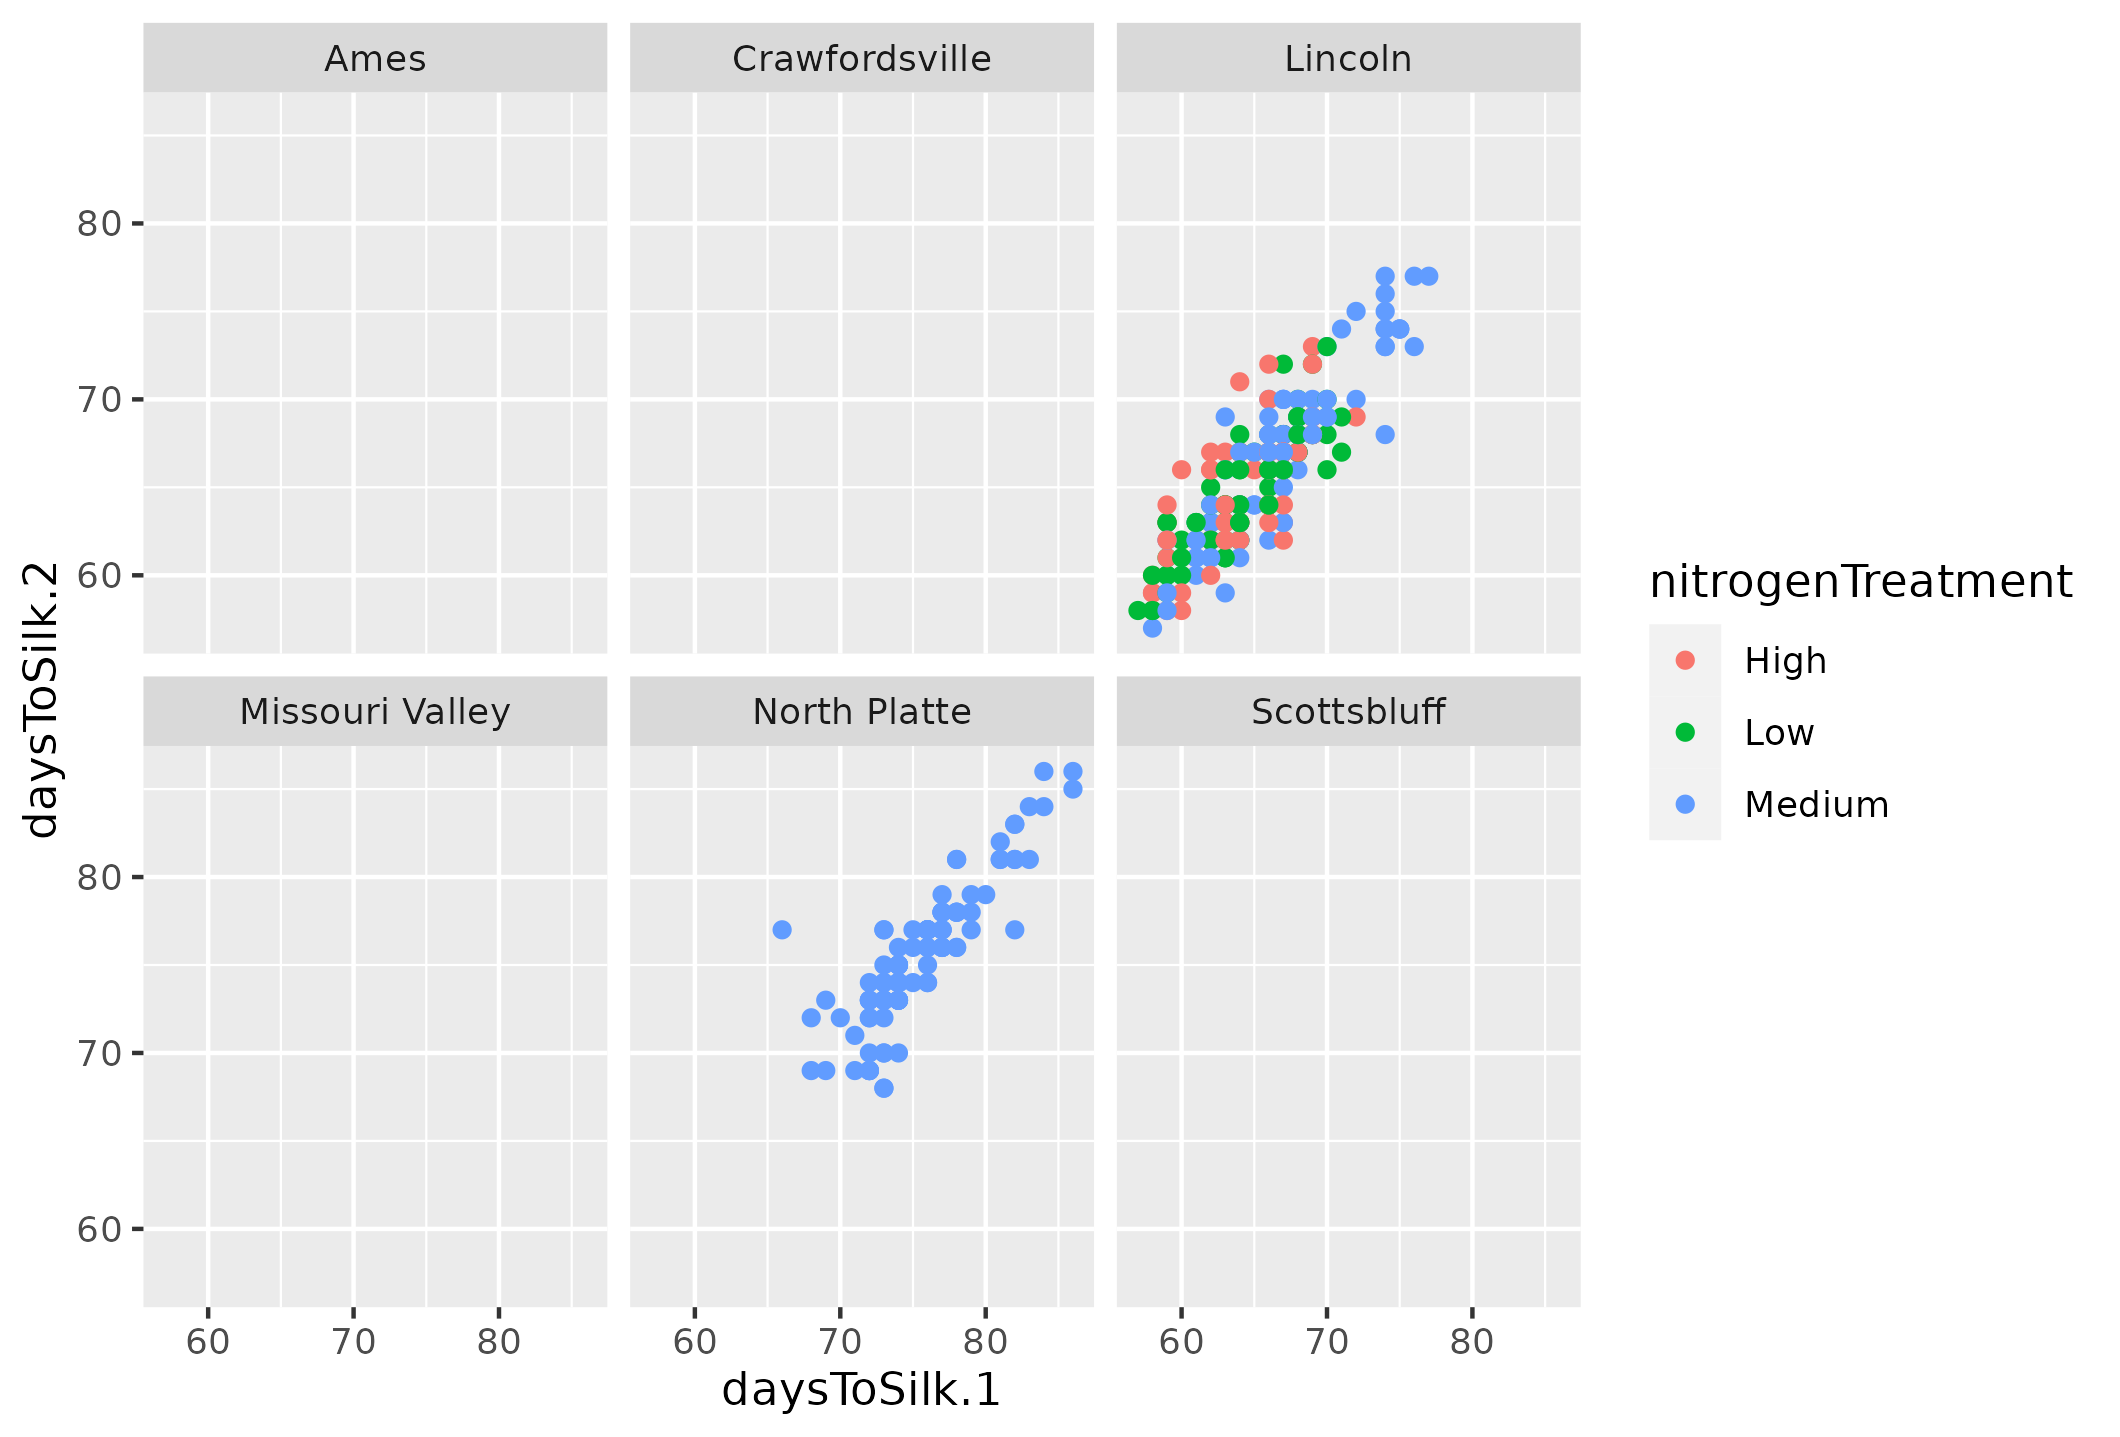 Ames Crawfordsville Lincoln
80
70
60
Missouri Valley North Platte Scottsbluff
80
70
60
60 70 80 60 70 80 60 70 80
daysToSilk.1
daysToSilk.2
nitrogenTreatment
High
Low
Medium